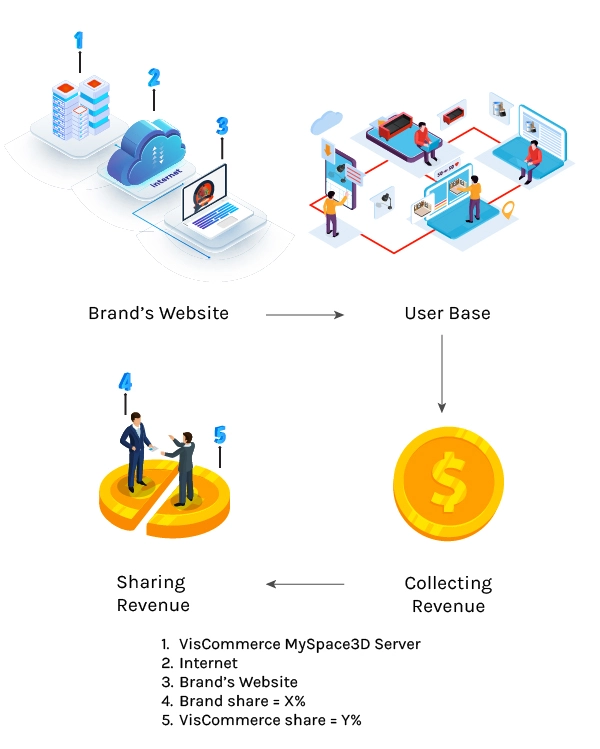 1
2
3
internet
Brand's Website
User Base
4
5
$
Sharing
Revenue
Collecting
Revenue
1. VisCommerce MySpace3D Server
2. Internet
3. Brand's Website
4. Brand share = X%
5. VisCommerce share = Y%